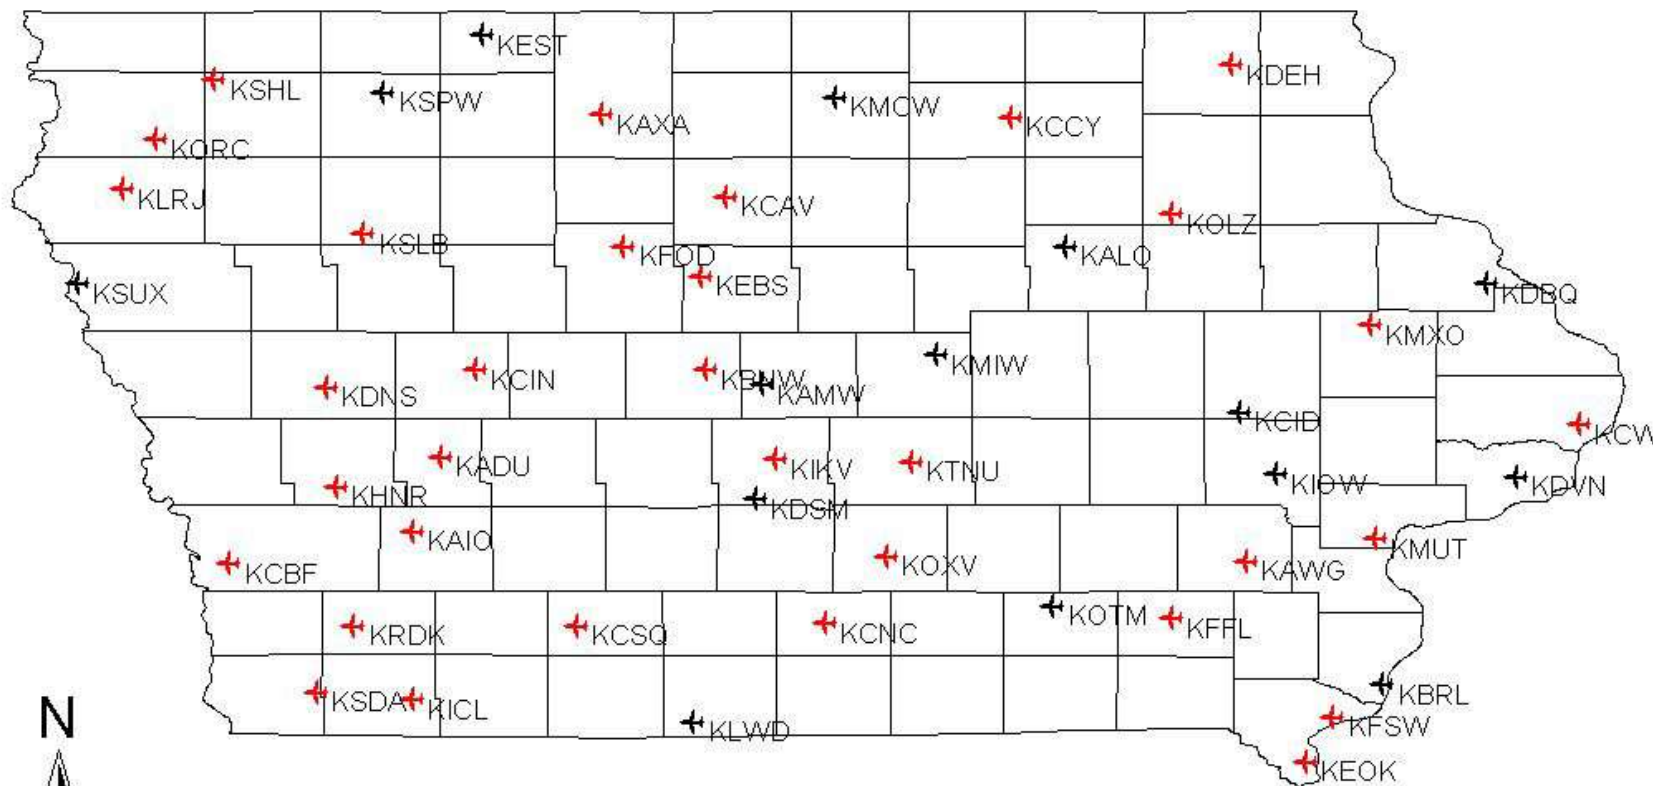 KEST
KDEH
KSHL
KSPW
KMCW
KAXA
KCCY
KORC
KLRJ
KCAV
KOLZ
KSLB
KFOD
KALO
KSUX
KEBS
KDBQ
KMXO
KMIW
KCIN
KBNW
KDNS
KAMW
KCID
KCW
KADU
KIKV
KTNU
KHNR
KIOW
KDVN
KDSM
KAIO
KMUT
KCBF
KOXV
KAWG
KOTM
KRDK
KCSQ
KCNC
KFFL
KSDA
KICL
KBRL
N
KLWD
KFSW
KEOK